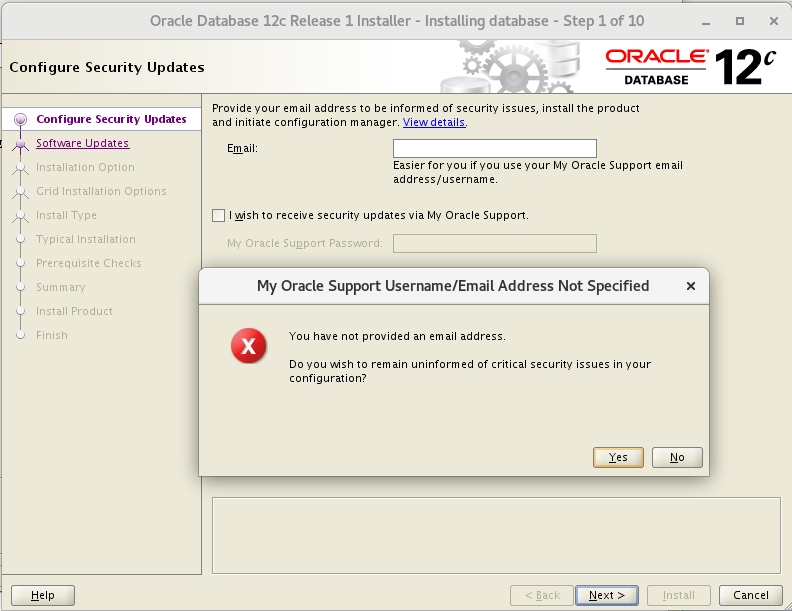 Oracle Database 12c Release 1 Installer - Installing database - Step 1 of 10
Configure Security Updates
ORACLE®
DATABASE
12c
Configure Security Updates
Software Updates
Installation Option
Grid Installation Options
Install Type
Typical Installation
Prerequisite Checks
Summary
Install Product
Finish
Provide your email address to be informed of security issues, install the product
and initiate configuration manager. View details.
Email:
Easier for you if you use your My Oracle Support email
address/username.
I wish to receive security updates via My Oracle Support.
My Oracle Support Password:
My Oracle Support Username/Email Address Not Specified
You have not provided an email address.
Do you wish to remain uninformed of critical security issues in your
configuration?
Yes
No
Help
< Back
Next >
Install
Cancel